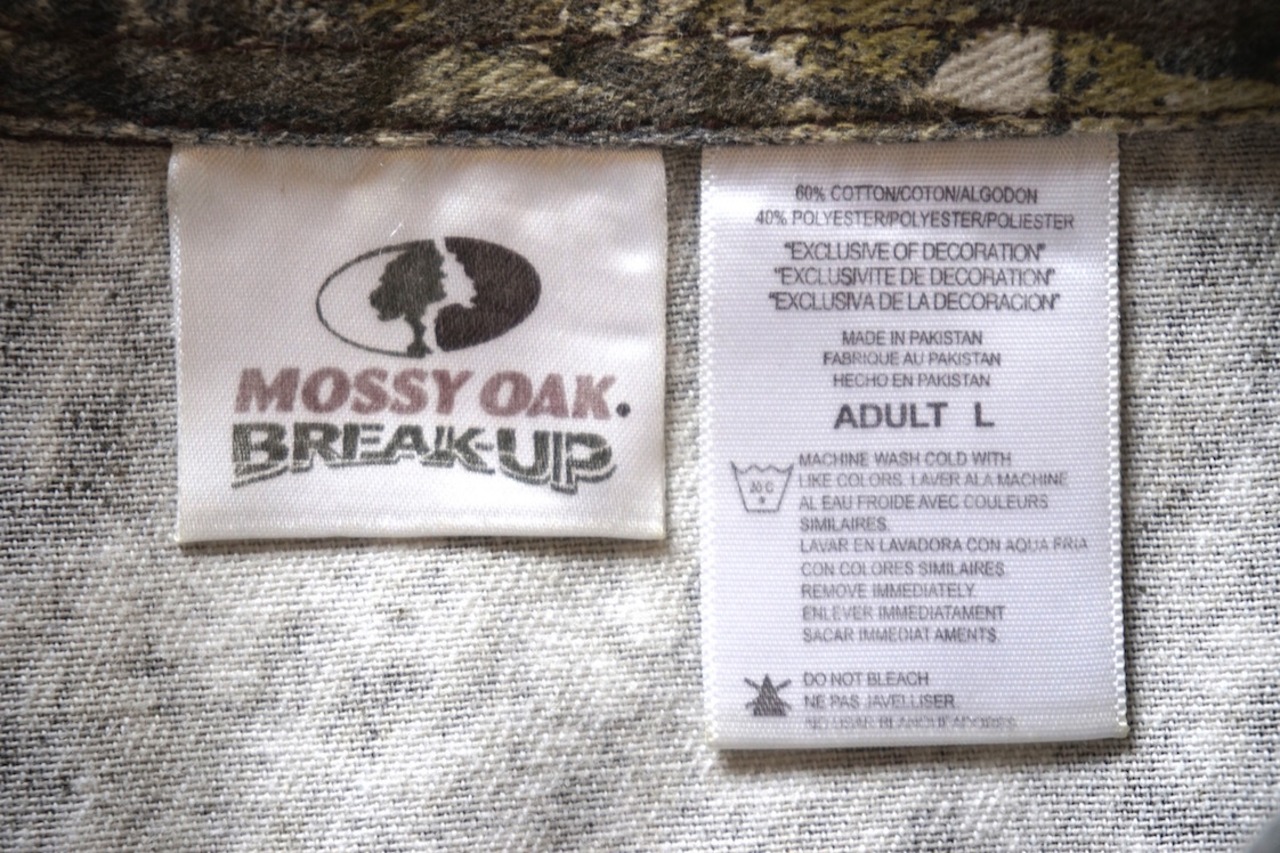 MOSSY OAK.
BREAK-UP
60% COTTON/COTON/ALGODON
40% POLYESTER/POLYESTER/POLIESTER
"EXCLUSIVE OF DECORATION"
"EXCLUSIVITE DE DECORATION"
"EXCLUSIVA DE LA DECORACION"
MADE IN PAKISTAN
FABRIQUE AU PAKISTAN
HECHO EN PAKISTAN
ADULT L
MACHINE WASH COLD WITH
LIKE COLORS. LAVER ALA MACHINE
AL EAU FROIDE AVEC COULEURS
SIMILAIRES.
LAVAR EN LAVADORA CON AQUA FRIA
CON COLORES SIMILAIRES
REMOVE IMMEDIATELY
ENLEVER IMMEDIATAMENT
SACAR IMMEDIAT AMENTS
DO NOT BLEACH
NE PAS JAVELLISER
NO USAR BLANQUEADORES